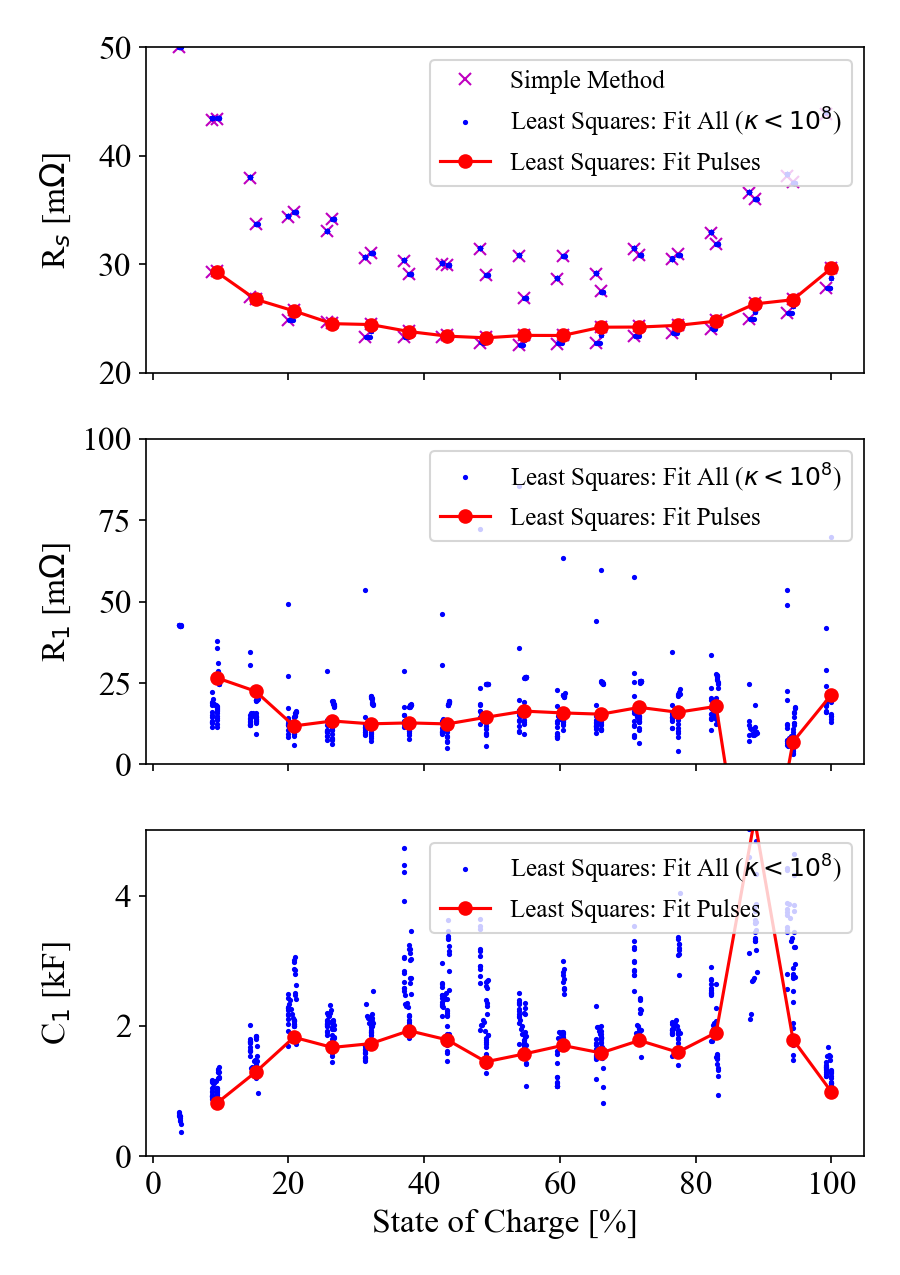 50
40
30
20
R_s [mΩ]
Simple Method
Least Squares: Fit All (κ < 10^8)
Least Squares: Fit Pulses
100
75
50
25
0
R_1 [mΩ]
Least Squares: Fit All (κ < 10^8)
Least Squares: Fit Pulses
4
2
0
C_1 [kF]
Least Squares: Fit All (κ < 10^8)
Least Squares: Fit Pulses
0 20 40 60 80 100
State of Charge [%]